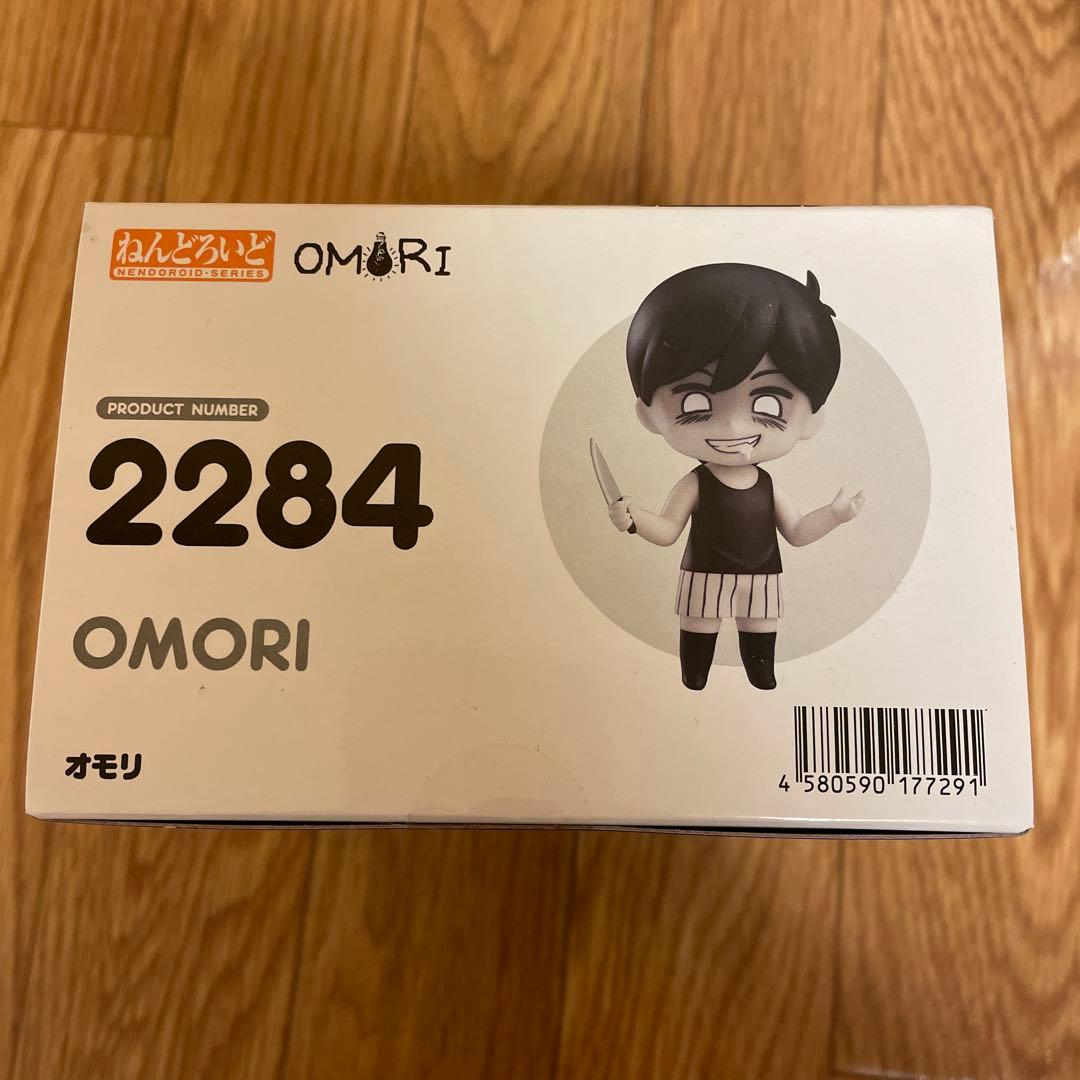 ねんどろいど
NENDOROID-SERIES
OMORI
PRODUCT NUMBER
2284
OMORI
オモリ
4 580590 177291